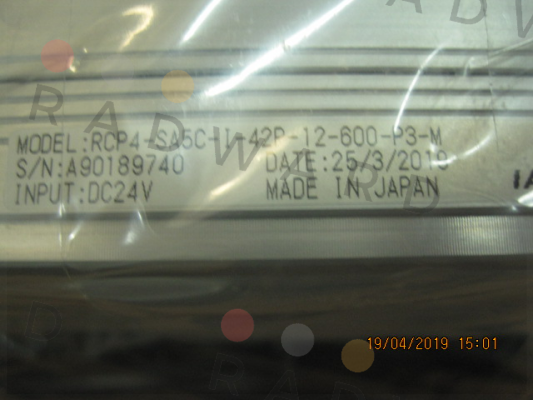 RADWARD
MODEL:RCP4-SA5C-I-42P-12-600-P3-M
S/N:A90189740 DATE:25/3/2019
INPUT:DC24V MADE IN JAPAN
19/04/2019 15:01